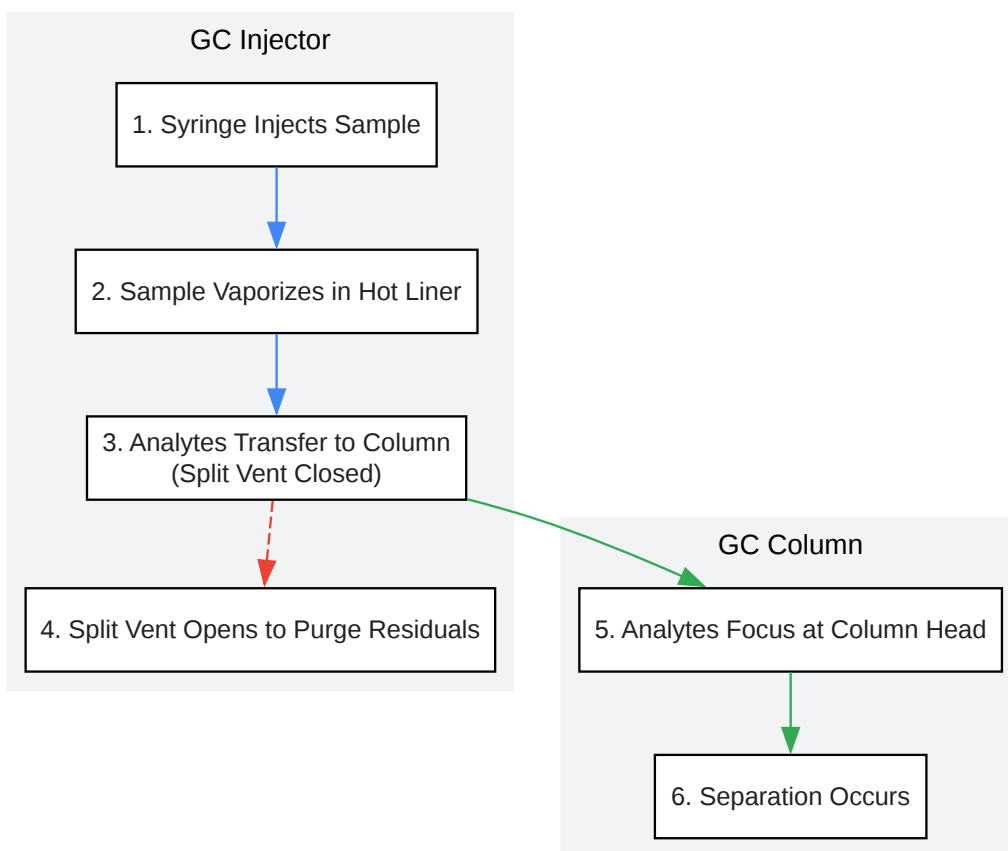 GC Injector
1. Syringe Injects Sample
2. Sample Vaporizes in Hot Liner
3. Analytes Transfer to Column
(Split Vent Closed)
4. Split Vent Opens to Purge Residuals
GC Column
5. Analytes Focus at Column Head
6. Separation Occurs